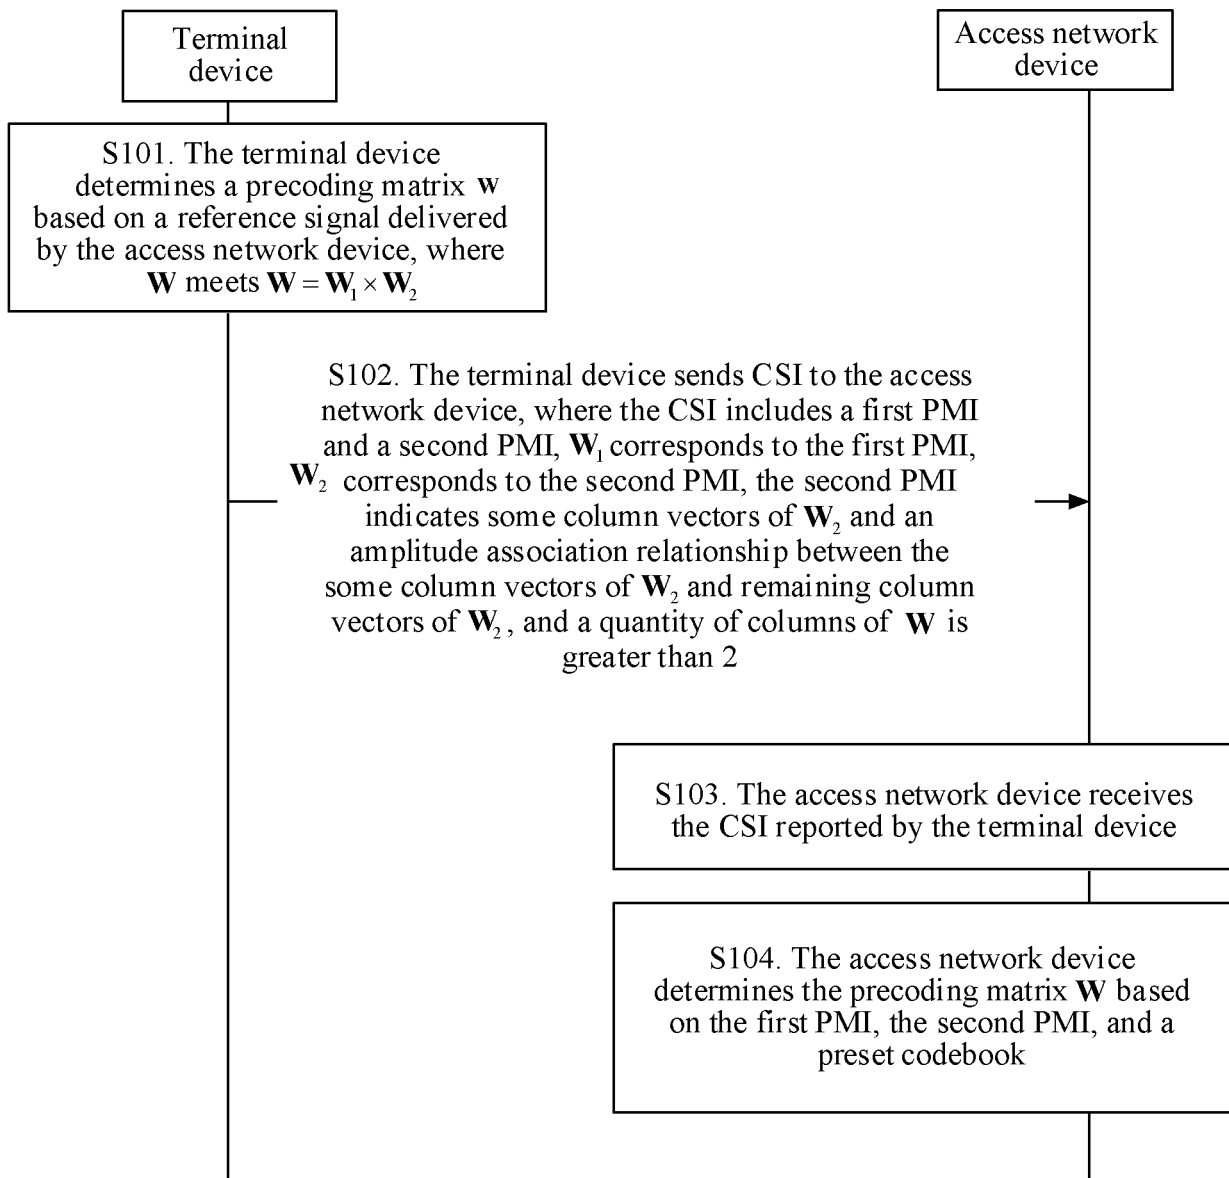 Terminal
device
Access network
device
S101. The terminal device
determines a precoding matrix w
based on a reference signal delivered
by the access network device, where
W meets W = W₁ × W₂
S102. The terminal device sends CSI to the access
network device, where the CSI includes a first PMI
and a second PMI, W₁ corresponds to the first PMI,
W₂ corresponds to the second PMI, the second PMI
indicates some column vectors of W₂ and an
amplitude association relationship between the
some column vectors of W₂ and remaining column
vectors of W₂, and a quantity of columns of W is
greater than 2
S103. The access network device receives
the CSI reported by the terminal device
S104. The access network device
determines the precoding matrix W based
on the first PMI, the second PMI, and a
preset codebook